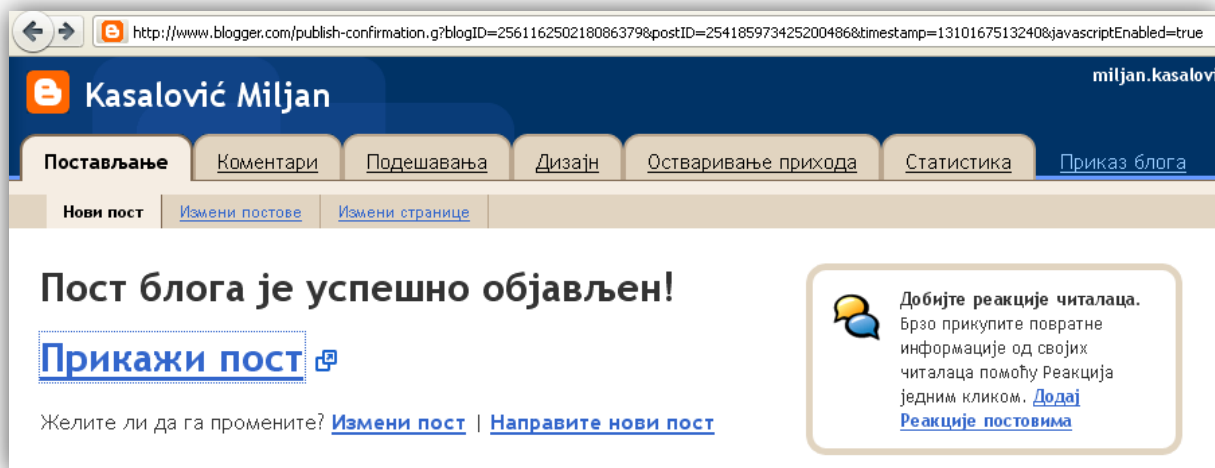 http://www.blogger.com/publish-confirmation.g?blogID=256116250218086379&postID=254185973425200486&timestamp=1310167513240&javascriptEnabled=true
miljan.kasalovi
Kasalović Miljan
Постављање Коментари Подешавања Дизајн Остваривање прихода Статистика Приказ блога
Нови пост Измени постове Измени странице
Пост блога је успешно објављен!
Прикажи пост
Желите ли да га промените? Измени пост | Направите нови пост
Добијте реакције читалаца.
Брзо прикупите повратне
информације од својих
читалаца помоћу Реакција
једним кликом. Додај
Реакције постовима